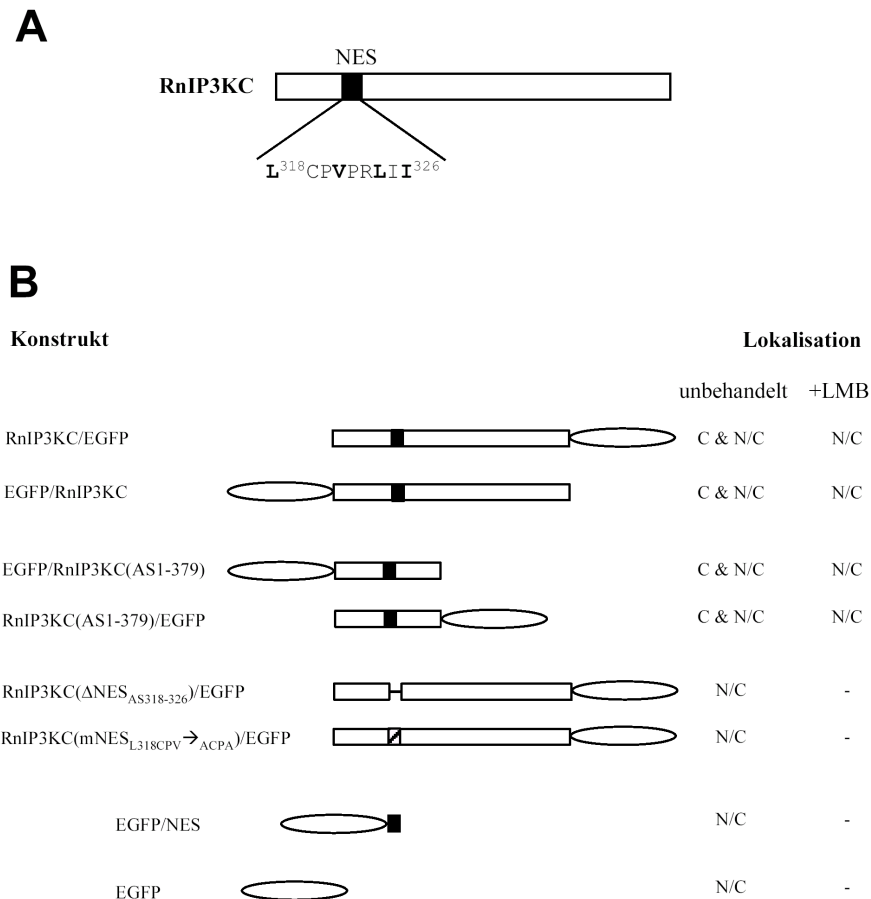 A
NES
RnIP3KC
L318CPVPRLII326
B
Konstrukt Lokalisation
unbehandelt +LMB
RnIP3KC/EGFP C & N/C N/C
EGFP/RnIP3KC C & N/C N/C
EGFP/RnIP3KC(AS1-379) C & N/C N/C
RnIP3KC(AS1-379)/EGFP C & N/C N/C
RnIP3KC(ΔNESAS318-326)/EGFP N/C -
RnIP3KC(mNESL318CPV→ACPA)/EGFP N/C -
EGFP/NES N/C -
EGFP N/C -